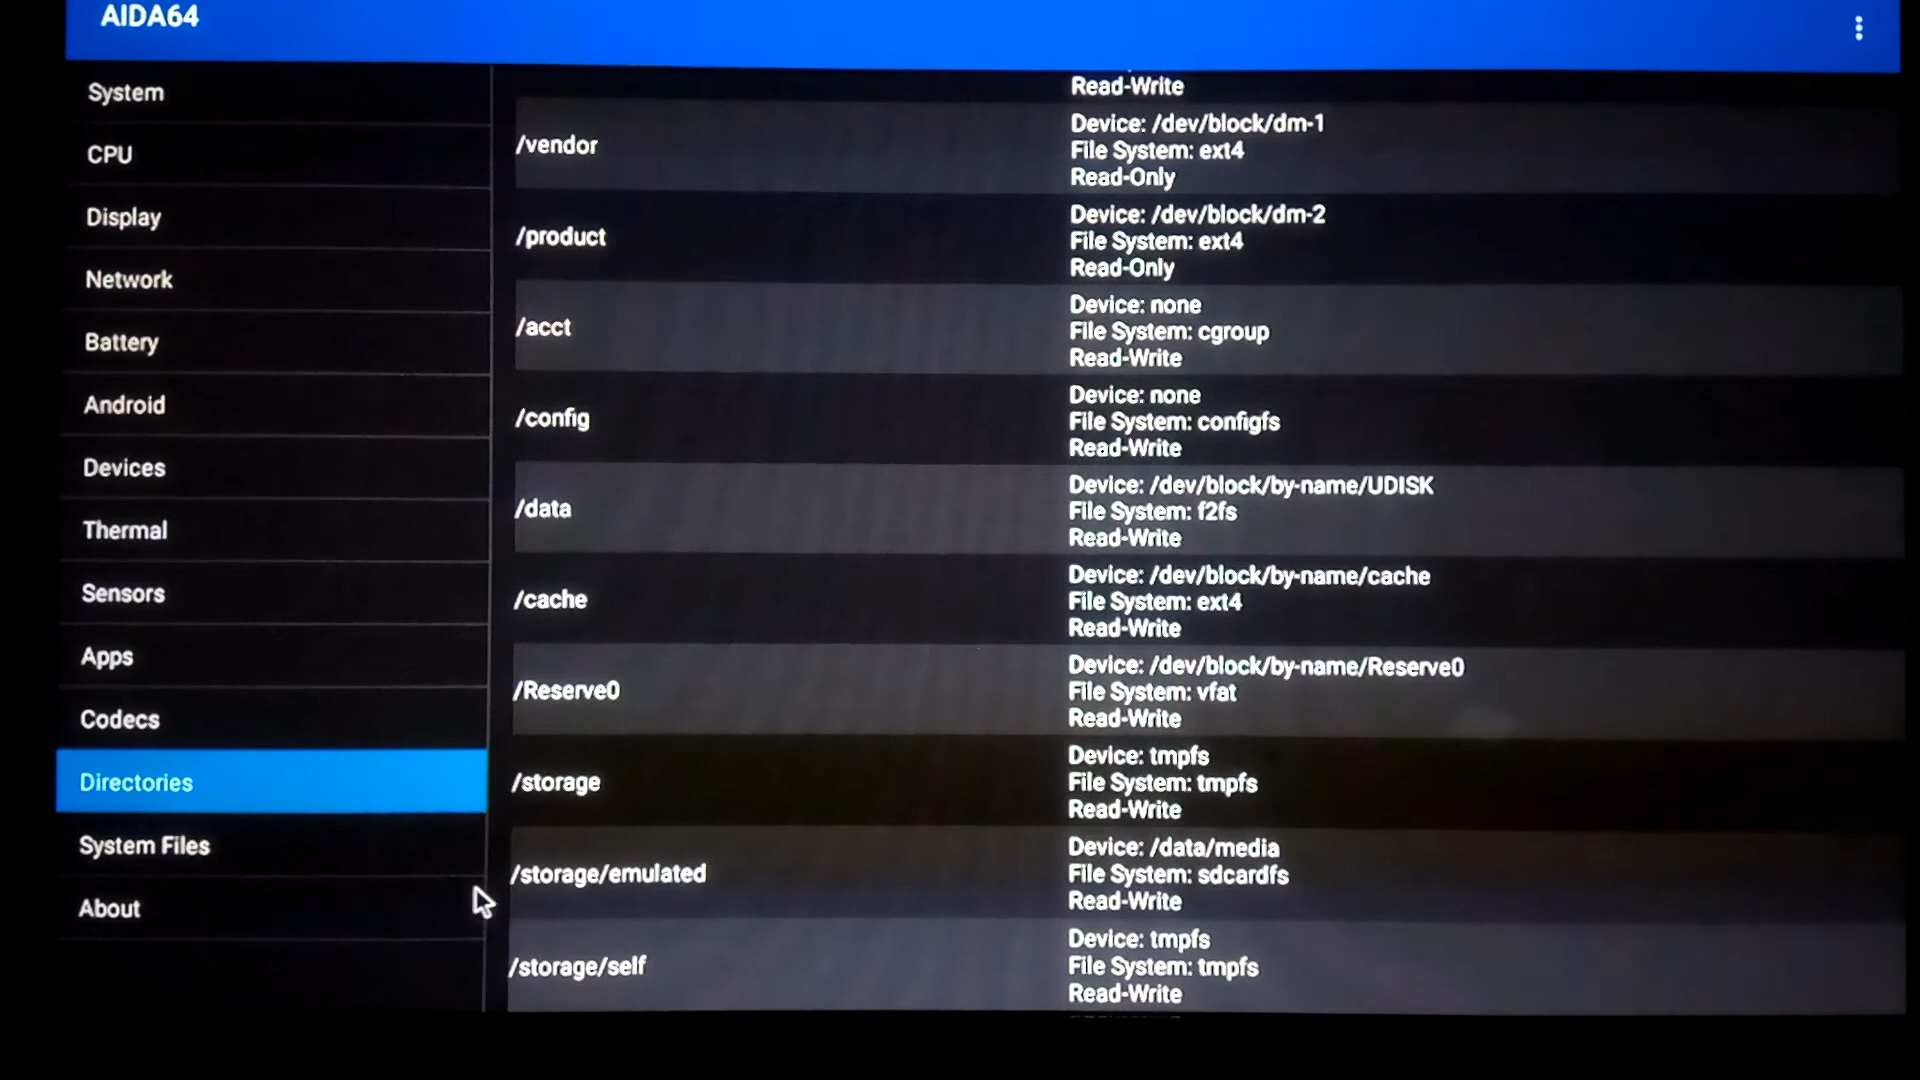 AIDA64
System
CPU
Display
Network
Battery
Android
Devices
Thermal
Sensors
Apps
Codecs
Directories
System Files
About
Read-Write
/vendor
Device: /dev/block/dm-1
File System: ext4
Read-Only
/product
Device: /dev/block/dm-2
File System: ext4
Read-Only
/acct
Device: none
File System: cgroup
Read-Write
/config
Device: none
File System: configfs
Read-Write
/data
Device: /dev/block/by-name/UDISK
File System: f2fs
Read-Write
/cache
Device: /dev/block/by-name/cache
File System: ext4
Read-Write
/Reserve0
Device: /dev/block/by-name/Reserve0
File System: vfat
Read-Write
/storage
Device: tmpfs
File System: tmpfs
Read-Write
/storage/emulated
Device: /data/media
File System: sdcardfs
Read-Write
/storage/self
Device: tmpfs
File System: tmpfs
Read-Write